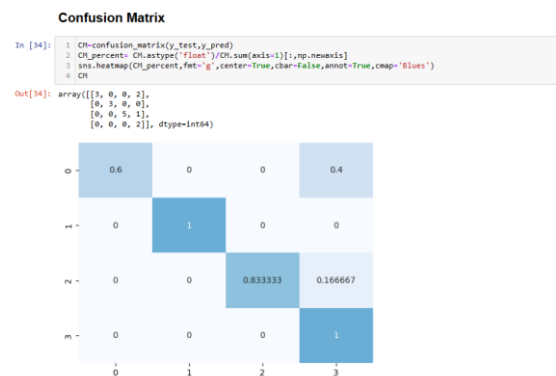 Confusion Matrix
In [34]:
1 CM=confusion_matrix(y_test,y_pred)
2 CM_percent= CM.astype('float')/CM.sum(axis=1)[:,np.newaxis]
3 sns.heatmap(CM_percent,fmt='g',center=True,cbar=False,annot=True,cmap='Blues')
4 CM
Out[34]: array([[3, 0, 0, 2],
[0, 3, 0, 0],
[0, 0, 5, 1],
[0, 0, 0, 2]], dtype=int64)
0 0.6 0 0 0.4
1 0 1 0 0
2 0 0 0.833333 0.166667
3 0 0 0 1
0 1 2 3